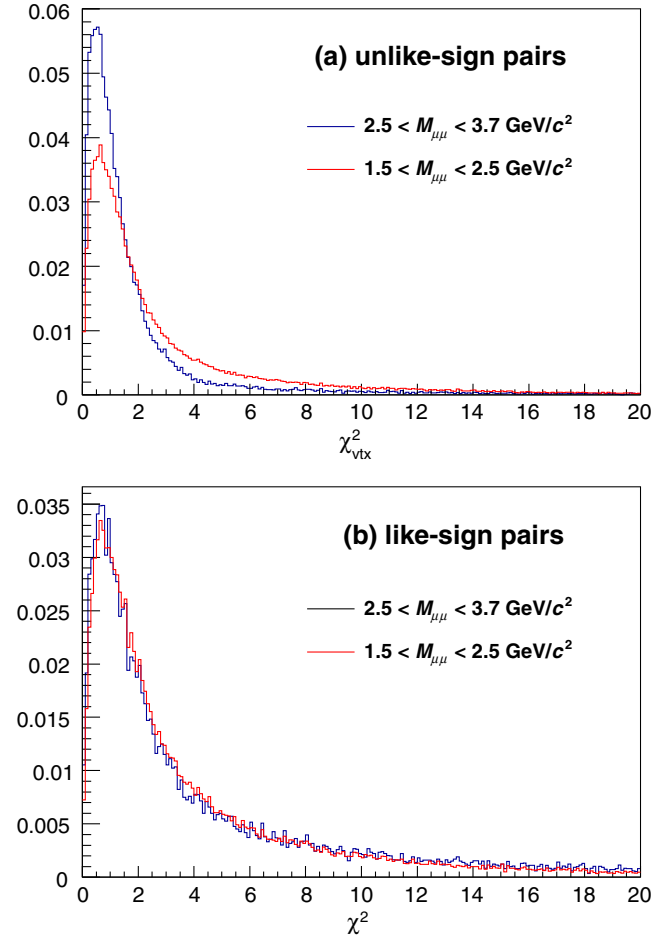 0.06
0.05
0.04
0.03
0.02
0.01
0
(a) unlike-sign pairs
2.5 < Mμμ < 3.7 GeV/c²
1.5 < Mμμ < 2.5 GeV/c²
0 2 4 6 8 10 12 14 16 18 20
χ²vtx
0.035
0.03
0.025
0.02
0.015
0.01
0.005
0
(b) like-sign pairs
2.5 < Mμμ < 3.7 GeV/c²
1.5 < Mμμ < 2.5 GeV/c²
0 2 4 6 8 10 12 14 16 18 20
χ²